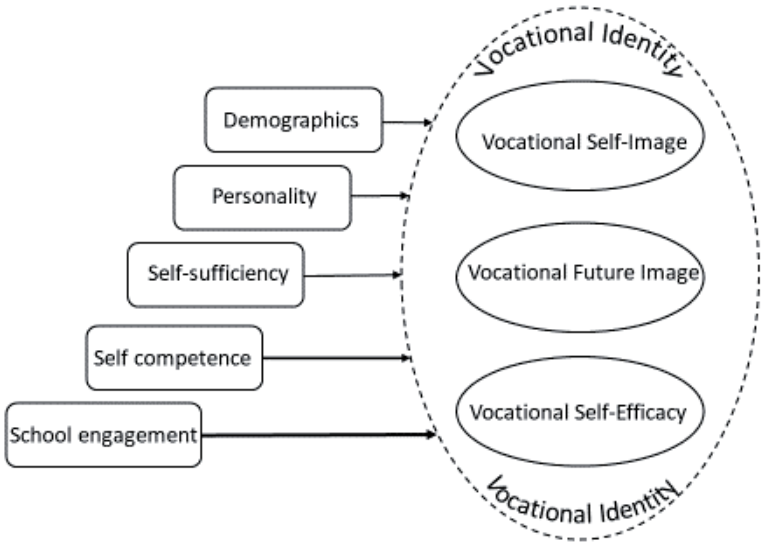 Vocational Identity
Demographics
Vocational Self-Image
Personality
Self-sufficiency
Vocational Future Image
Self competence
Vocational Self-Efficacy
School engagement
Vocational Identity